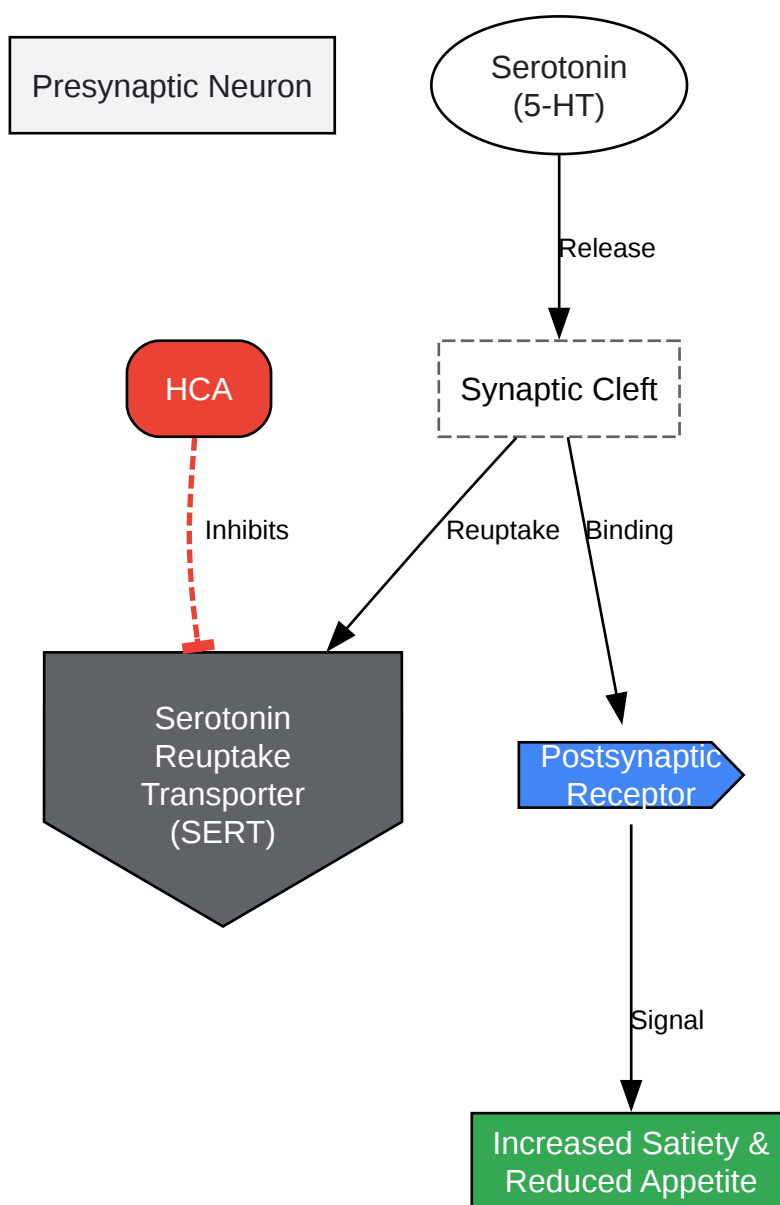 Presynaptic Neuron
Serotonin
(5-HT)
Release
HCA
Synaptic Cleft
Inhibits
Reuptake
Binding
Serotonin
Reuptake
Transporter
(SERT)
Postsynaptic
Receptor
Signal
Increased Satiety &
Reduced Appetite